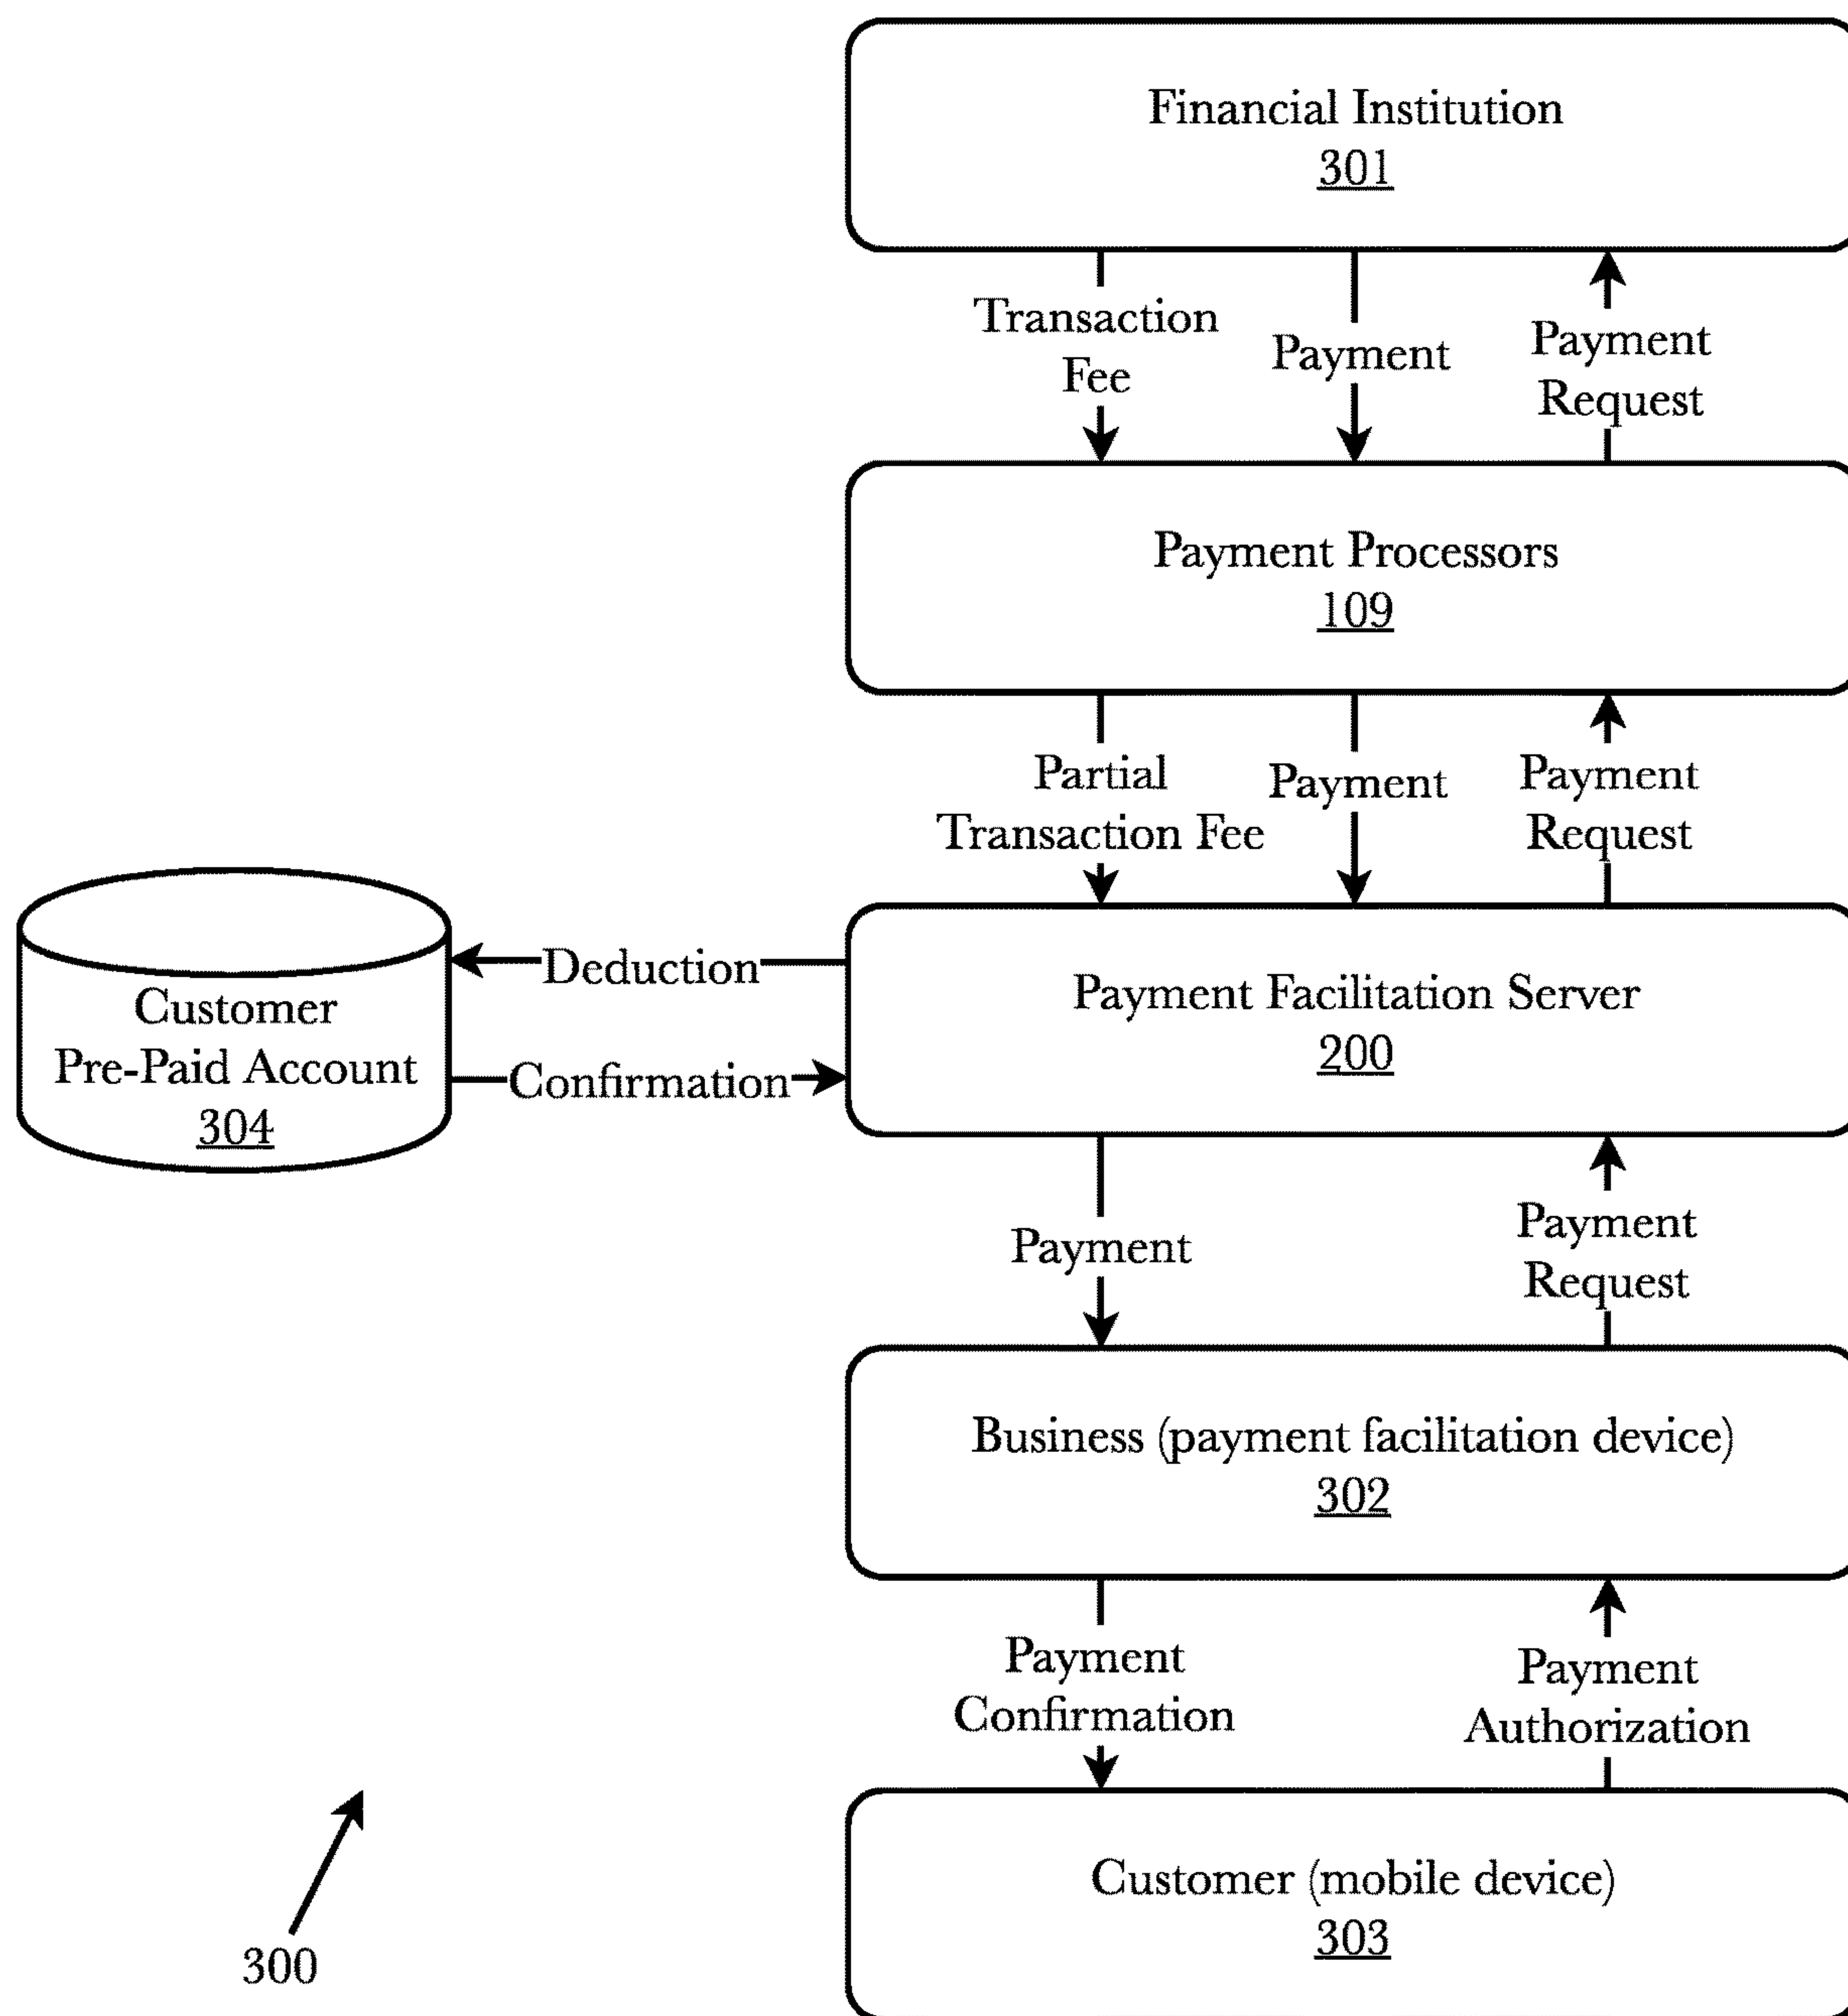 Financial Institution
301
Transaction
Fee
Payment
Payment
Request
Payment Processors
109
Partial
Transaction Fee
Payment
Payment
Request
Customer
Pre-Paid Account
304
Deduction
Confirmation
Payment Facilitation Server
200
Payment
Payment
Request
Business (payment facilitation device)
302
Payment
Confirmation
Payment
Authorization
Customer (mobile device)
303
300